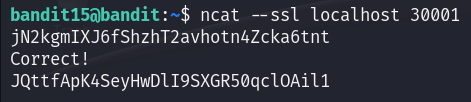 bandit15@bandit:~$ ncat --ssl localhost 30001
jN2kgmIXJ6fShzhT2avhotn4Zcka6tnt
Correct!
JQttfApK4SeyHwDlI9SXGR50qclOAil1